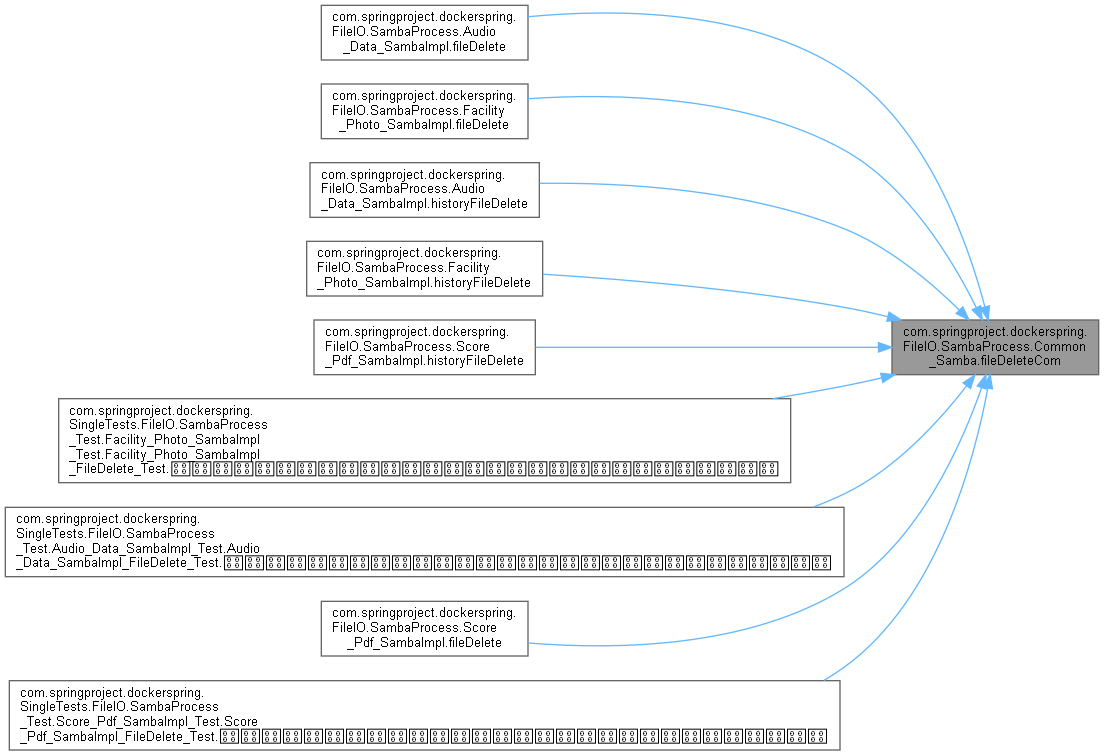 com.springproject.dockerspring.
FileIO.SambaProcess.Audio
_Data_SambaImpl.fileDelete
com.springproject.dockerspring.
FileIO.SambaProcess.Facility
_Photo_SambaImpl.fileDelete
com.springproject.dockerspring.
FileIO.SambaProcess.Audio
_Data_SambaImpl.historyFileDelete
com.springproject.dockerspring.
FileIO.SambaProcess.Facility
_Photo_SambaImpl.historyFileDelete
com.springproject.dockerspring.
FileIO.SambaProcess.Score
_Pdf_SambaImpl.historyFileDelete
com.springproject.dockerspring.
FileIO.SambaProcess.Common
_Samba.fileDeleteCom
com.springproject.dockerspring.
SingleTests.FileIO.SambaProcess
_Test.Facility_Photo_SambaImpl
_Test.Facility_Photo_SambaImpl
_FileDelete_Test.
com.springproject.dockerspring.
SingleTests.FileIO.SambaProcess
_Test.Audio_Data_SambaImpl_Test.Audio
_Data_SambaImpl_FileDelete_Test.
com.springproject.dockerspring.
FileIO.SambaProcess.Score
_Pdf_SambaImpl.fileDelete
com.springproject.dockerspring.
SingleTests.FileIO.SambaProcess
_Test.Score_Pdf_SambaImpl_Test.Score
_Pdf_SambaImpl_FileDelete_Test.